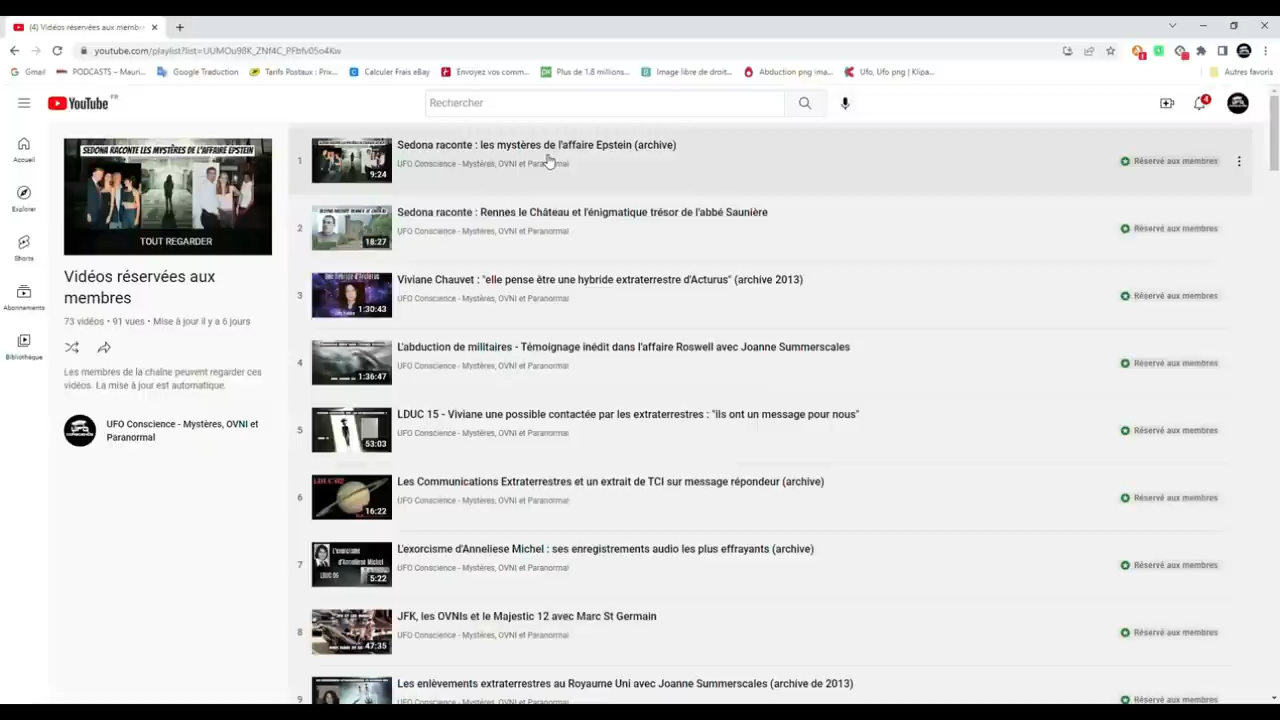 (4) Vidéos réservées aux membr
youtube.com/playlist?list=UUMOu98K_ZNf4C_PFbfv05o4Kw
Gmail
PODCASTS – Mauri...
Google Traduction
Tarifs Postaux : Prix...
Calculer Frais eBay
Envoyez vos comm...
Plus de 1.8 millions...
Image libre de droit...
Abduction png ima...
Ufo, Ufo png | Klipa...
Autres favoris
YouTube FR
Rechercher
4
Accueil
Explorer
Shorts
Abonnements
Bibliothèque
SEDONA RACONTE LES MYSTÈRES DE L'AFFAIRE EPSTEIN
TOUT REGARDER
Vidéos réservées aux
membres
73 vidéos • 91 vues • Mise à jour il y a 6 jours
Les membres de la chaîne peuvent regarder ces
vidéos. La mise à jour est automatique.
UFO Conscience - Mystères, OVNI et
Paranormal
1
9:24
Sedona raconte : les mystères de l'affaire Epstein (archive)
UFO Conscience - Mystères, OVNI et Paranormal
Réservé aux membres
2
18:27
Sedona raconte : Rennes le Château et l'énigmatique trésor de l'abbé Saunière
UFO Conscience - Mystères, OVNI et Paranormal
Réservé aux membres
3
1:30:43
Viviane Chauvet : "elle pense être une hybride extraterrestre d'Acturus" (archive 2013)
UFO Conscience - Mystères, OVNI et Paranormal
Réservé aux membres
4
1:36:47
L'abduction de militaires - Témoignage inédit dans l'affaire Roswell avec Joanne Summerscales
UFO Conscience - Mystères, OVNI et Paranormal
Réservé aux membres
5
53:03
LDUC 15 - Viviane une possible contactée par les extraterrestres : "ils ont un message pour nous"
UFO Conscience - Mystères, OVNI et Paranormal
Réservé aux membres
6
16:22
Les Communications Extraterrestres et un extrait de TCI sur message répondeur (archive)
UFO Conscience - Mystères, OVNI et Paranormal
Réservé aux membres
7
L'exorcisme
d'Anneliese Michel
LDUC 06
5:22
L'exorcisme d'Anneliese Michel : ses enregistrements audio les plus effrayants (archive)
UFO Conscience - Mystères, OVNI et Paranormal
Réservé aux membres
8
47:35
JFK, les OVNIs et le Majestic 12 avec Marc St Germain
UFO Conscience - Mystères, OVNI et Paranormal
Réservé aux membres
9
Les enlèvements extraterrestres au Royaume Uni avec Joanne Summerscales (archive de 2013)
UFO Conscience - Mystères, OVNI et Paranormal
Réservé aux membres